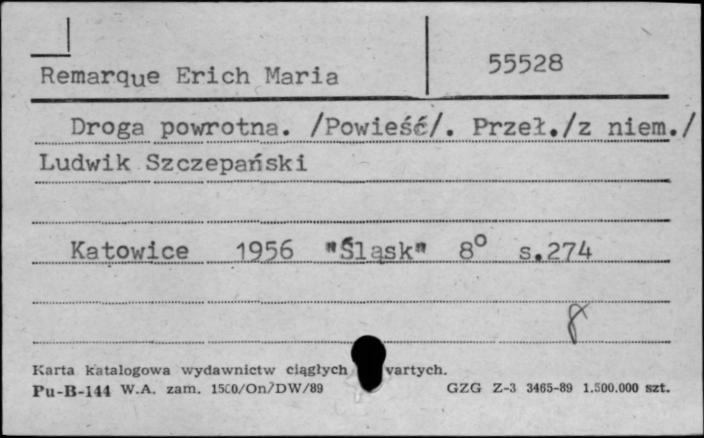 Remarque Erich Maria 55528
Droga powrotna. /Powieść/. Przeł./z niem./
Ludwik Szczepański
Katowice 1956 "Śląsk" 8° s.274
Karta katalogowa wydawnictw ciągłych vartych.
Pu-B-144 W.A. zam. 1500/On/DW/89 GZG Z-3 3465-89 1.500.000 szt.